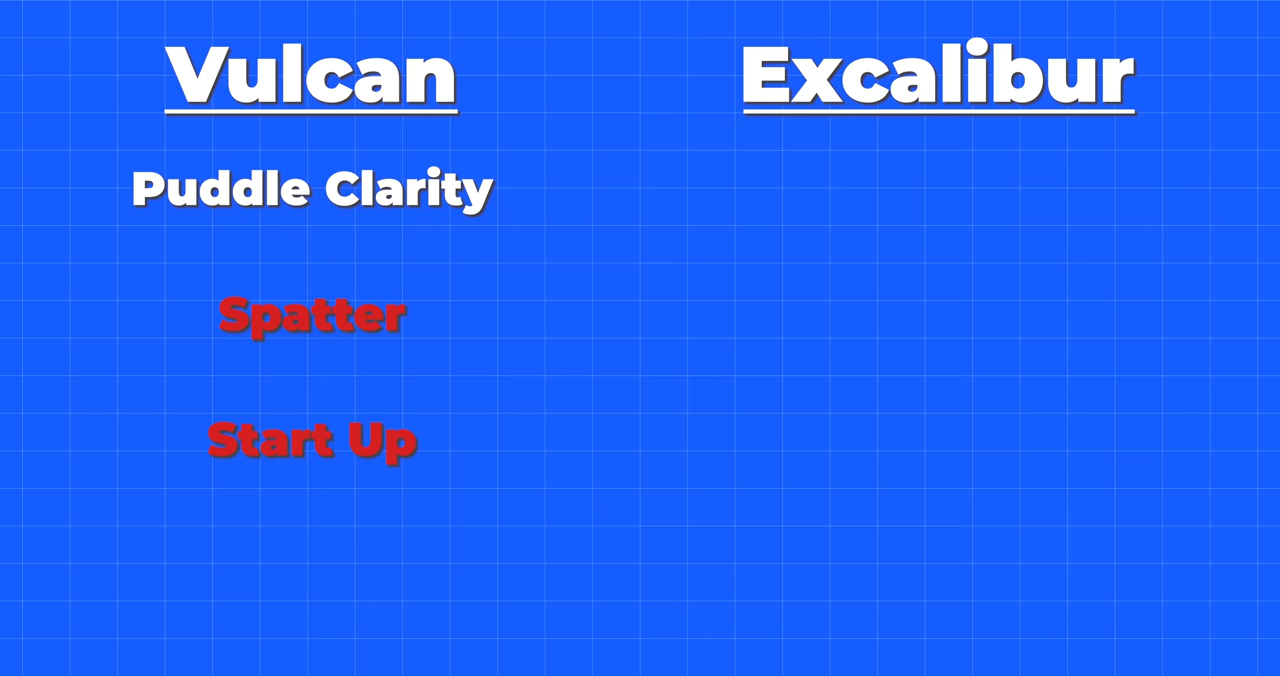 Vulcan
Excalibur
Puddle Clarity
Spatter
Start Up